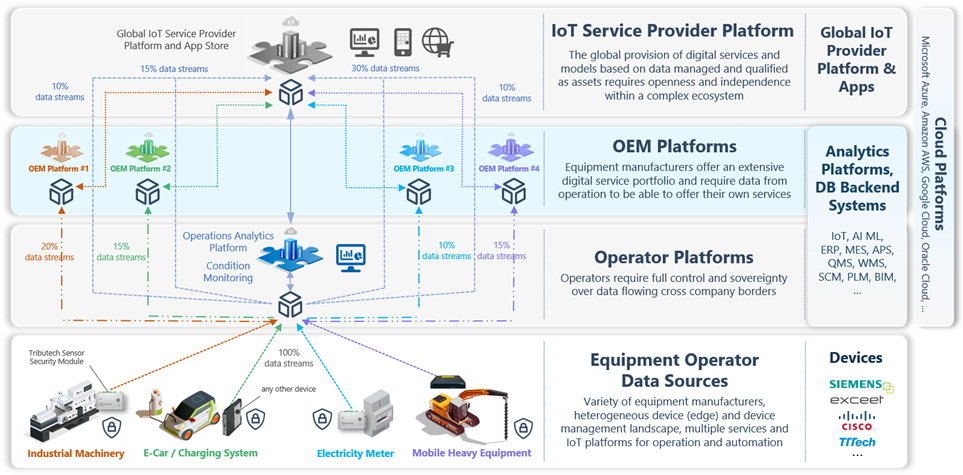 Global IoT Service Provider
Platform and App Store
10%
data streams
15% data streams
30% data streams
10%
data streams
IoT Service Provider Platform
The global provision of digital services and
models based on data managed and qualified
as assets requires openness and independence
within a complex ecosystem
Global IoT
Provider
Platform &
Apps
OEM Platform #1
OEM Platform #2
OEM Platform #3
OEM Platform #4
OEM Platforms
Equipment manufacturers offer an extensive
digital service portfolio and require data from
operation to be able to offer their own services
Analytics
Platforms,
DB Backend
Systems
IoT, AI ML,
ERP, MES, APS,
QMS, WMS,
SCM, PLM, BIM,
...
Cloud Platforms
Microsoft Azure, Amazon AWS, Google Cloud, Oracle Cloud, ...
20%
data streams
15%
data streams
Operations Analytics
Platform
Condition
Monitoring
10%
data streams
15%
data streams
Operator Platforms
Operators require full control and sovereignty
over data flowing cross company borders
Tributech Sensor
Security Module
100%
data streams
any other device
Industrial Machinery
E-Car / Charging System
Electricity Meter
Mobile Heavy Equipment
Equipment Operator
Data Sources
Variety of equipment manufacturers,
heterogeneous device (edge) and device
management landscape, multiple services and
IoT platforms for operation and automation
Devices
SIEMENS
exceet
CISCO
TTTech
...